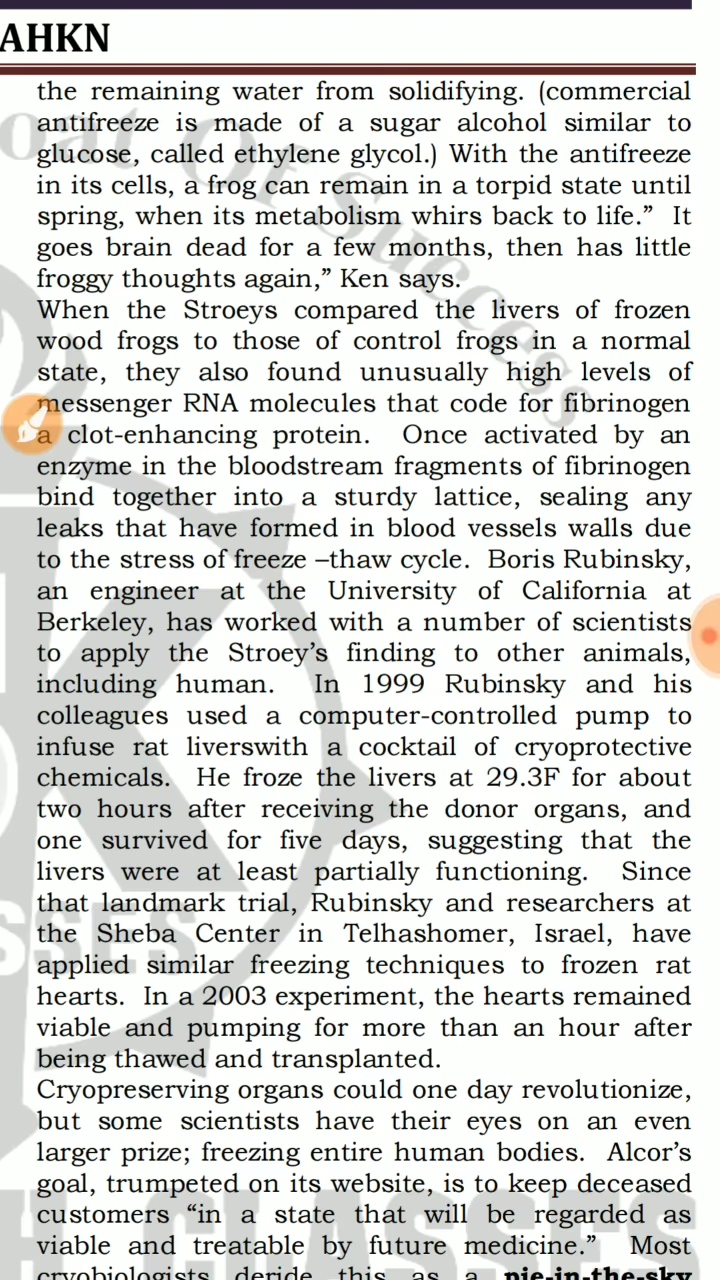 AHKN
the remaining water from solidifying. (commercial
antifreeze is made of a sugar alcohol similar to
glucose, called ethylene glycol.) With the antifreeze
in its cells, a frog can remain in a torpid state until
spring, when its metabolism whirs back to life.” It
goes brain dead for a few months, then has little
froggy thoughts again,” Ken says.
When the Stroeys compared the livers of frozen
wood frogs to those of control frogs in a normal
state, they also found unusually high levels of
messenger RNA molecules that code for fibrinogen
a clot-enhancing protein. Once activated by an
enzyme in the bloodstream fragments of fibrinogen
bind together into a sturdy lattice, sealing any
leaks that have formed in blood vessels walls due
to the stress of freeze –thaw cycle. Boris Rubinsky,
an engineer at the University of California at
Berkeley, has worked with a number of scientists
to apply the Stroey’s finding to other animals,
including human. In 1999 Rubinsky and his
colleagues used a computer-controlled pump to
infuse rat liverswith a cocktail of cryoprotective
chemicals. He froze the livers at 29.3F for about
two hours after receiving the donor organs, and
one survived for five days, suggesting that the
livers were at least partially functioning. Since
that landmark trial, Rubinsky and researchers at
the Sheba Center in Telhashomer, Israel, have
applied similar freezing techniques to frozen rat
hearts. In a 2003 experiment, the hearts remained
viable and pumping for more than an hour after
being thawed and transplanted.
Cryopreserving organs could one day revolutionize,
but some scientists have their eyes on an even
larger prize; freezing entire human bodies. Alcor’s
goal, trumpeted on its website, is to keep deceased
customers “in a state that will be regarded as
viable and treatable by future medicine.” Most
cryobiologists deride this as a pie-in-the-sky
Of Success
CLASSES